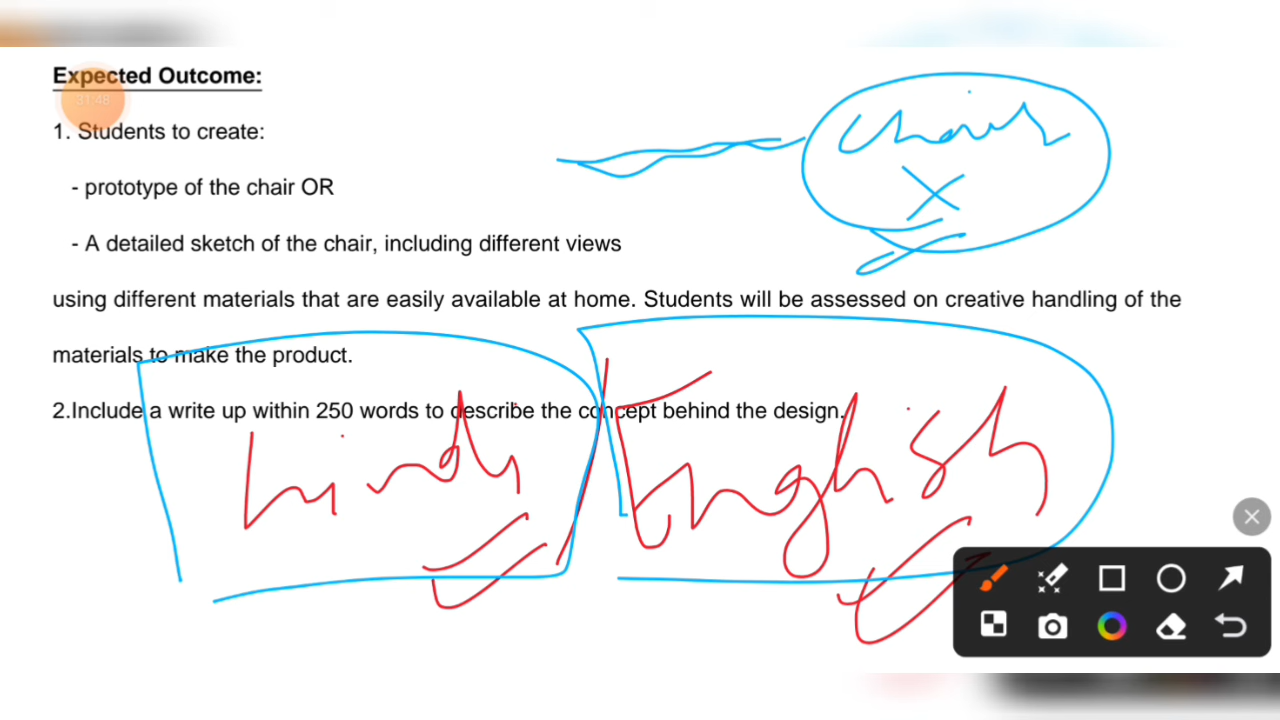 Expected Outcome:
31:48
1. Students to create:
- prototype of the chair OR
- A detailed sketch of the chair, including different views
using different materials that are easily available at home. Students will be assessed on creative handling of the
materials to make the product.
2.Include a write up within 250 words to describe the concept behind the design.
chair
hindi
English